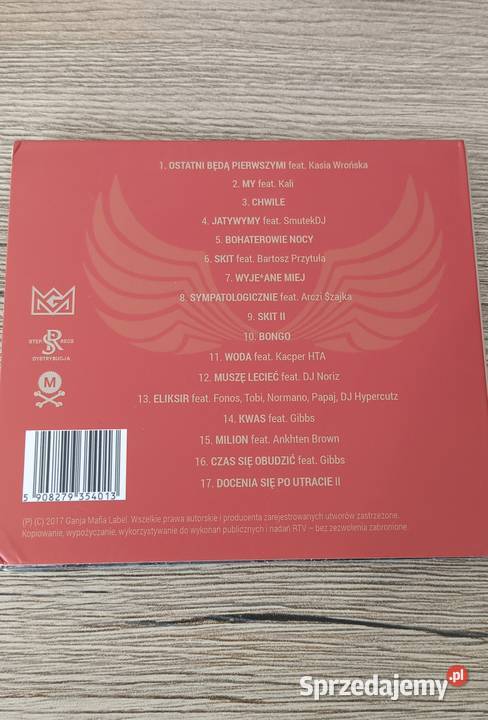 1. OSTATNI BĘDĄ PIERWSZYMI feat. Kasia Wrońska
2. MY feat. Kali
3. CHWILE
4. JATYWYMY feat. SmutekDJ
5. BOHATEROWIE NOCY
6. SKIT feat. Bartosz Przytuła
7. WYJE*ANE MIEJ
8. SYMPATOLOGICZNIE feat. Arczi $zajka
9. SKIT II
10. BONGO
11. WODA feat. Kacper HTA
12. MUSZĘ LECIEĆ feat. DJ Noriz
13. ELIKSIR feat. Fonos, Tobi, Normano, Papaj, DJ Hypercutz
14. KWAS feat. Gibbs
15. MILION feat. Ankhten Brown
16. CZAS SIĘ OBUDZIĆ feat. Gibbs
17. DOCENIA SIĘ PO UTRACIE II
STEP RECS
DYSTRYBUCJA
M
5 908279 354013
(P) (C) 2017 Ganja Mafia Label. Wszelkie prawa autorskie i producenta zarejestrowanych utworów zastrzeżone.
Kopiowanie, wypożyczanie, wykorzystywanie do wykonań publicznych i nadań RTV – bez zezwolenia zabronione.
Sprzedajemy.pl